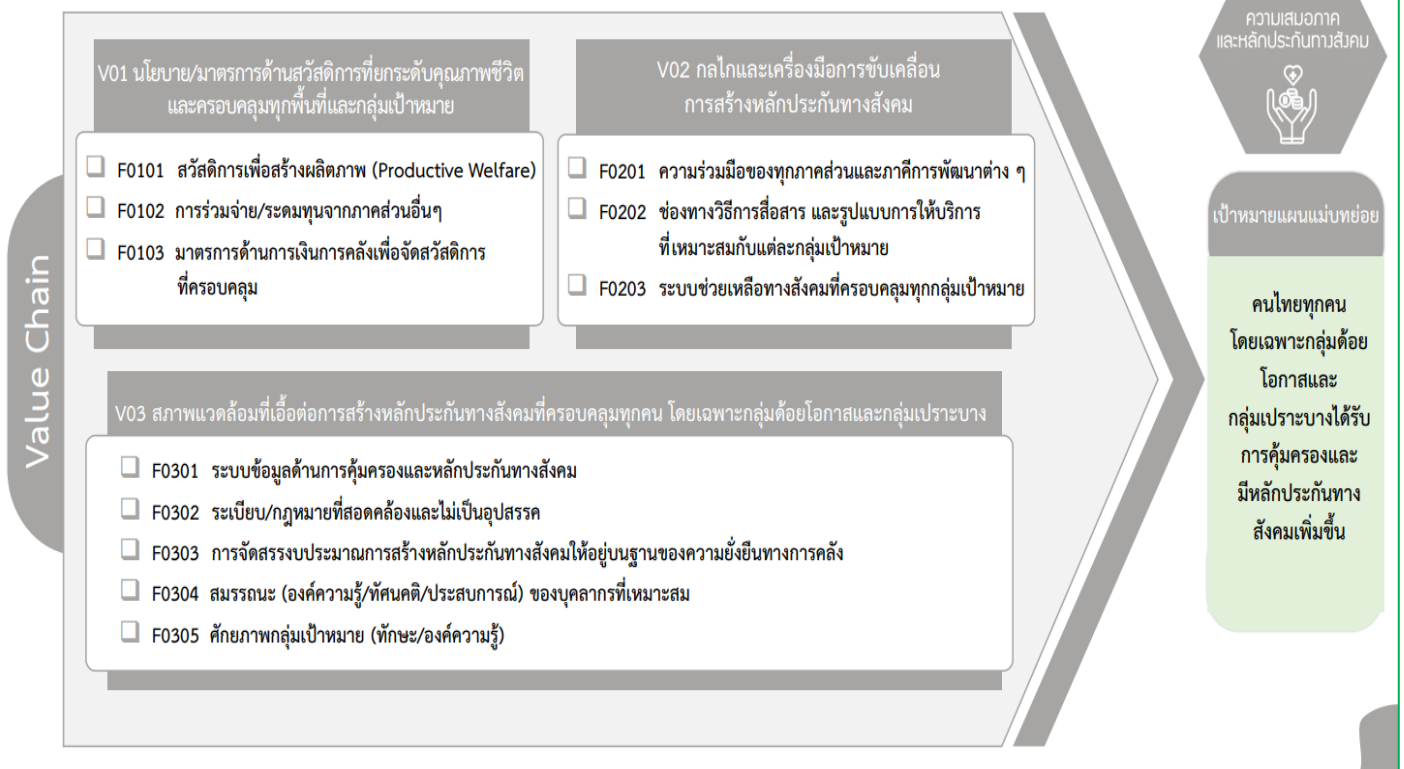 ความเสมอภาค
และหลักประกันทางสังคม
Value Chain
V01 นโยบาย/มาตรการด้านสวัสดิการที่ยกระดับคุณภาพชีวิต
และครอบคลุมทุกพื้นที่และกลุ่มเป้าหมาย
F0101 สวัสดิการเพื่อสร้างผลิตภาพ (Productive Welfare)
F0102 การร่วมจ่าย/ระดมทุนจากภาคส่วนอื่นๆ
F0103 มาตรการด้านการเงินการคลังเพื่อจัดสวัสดิการ
ที่ครอบคลุม
V02 กลไกและเครื่องมือการขับเคลื่อน
การสร้างหลักประกันทางสังคม
F0201 ความร่วมมือของทุกภาคส่วนและภาคีการพัฒนาต่าง ๆ
F0202 ช่องทางวิธีการสื่อสาร และรูปแบบการให้บริการ
ที่เหมาะสมกับแต่ละกลุ่มเป้าหมาย
F0203 ระบบช่วยเหลือทางสังคมที่ครอบคลุมทุกกลุ่มเป้าหมาย
V03 สภาพแวดล้อมที่เอื้อต่อการสร้างหลักประกันทางสังคมที่ครอบคลุมทุกคน โดยเฉพาะกลุ่มด้อยโอกาสและกลุ่มเปราะบาง
F0301 ระบบข้อมูลด้านการคุ้มครองและหลักประกันทางสังคม
F0302 ระเบียบ/กฎหมายที่สอดคล้องและไม่เป็นอุปสรรค
F0303 การจัดสรรงบประมาณการสร้างหลักประกันทางสังคมให้อยู่บนฐานของความยั่งยืนทางการคลัง
F0304 สมรรถนะ (องค์ความรู้/ทัศนคติ/ประสบการณ์) ของบุคลากรที่เหมาะสม
F0305 ศักยภาพกลุ่มเป้าหมาย (ทักษะ/องค์ความรู้)
เป้าหมายแผนแม่บทย่อย
คนไทยทุกคน
โดยเฉพาะกลุ่มด้อย
โอกาสและ
กลุ่มเปราะบางได้รับ
การคุ้มครองและ
มีหลักประกันทาง
สังคมเพิ่มขึ้น